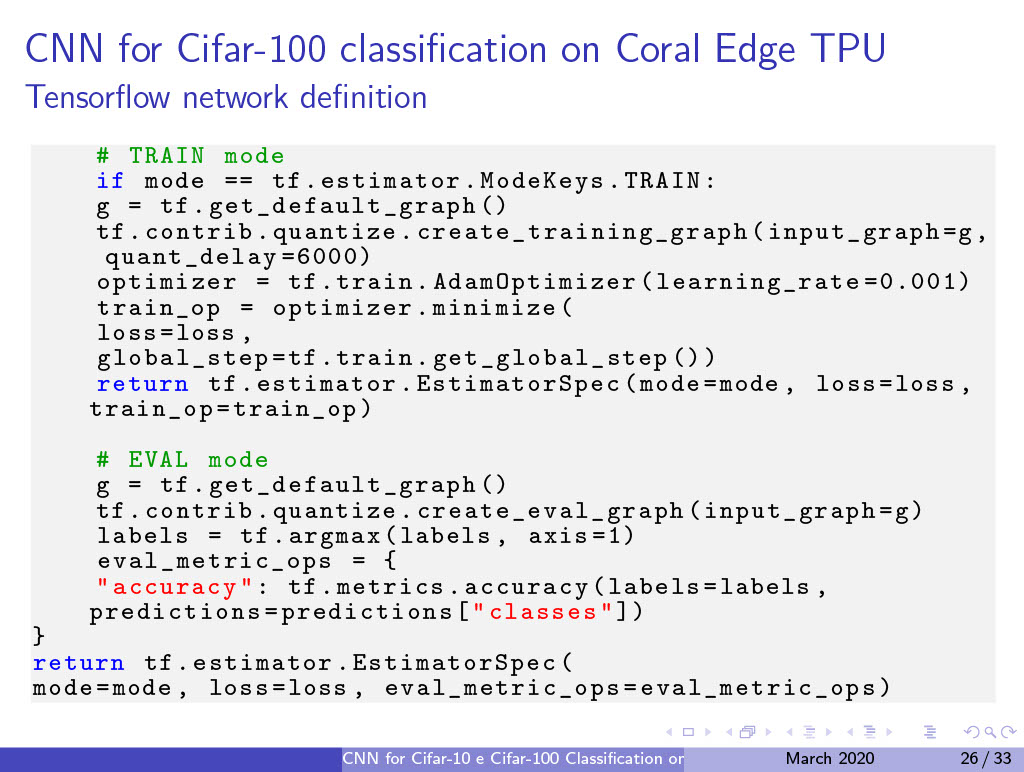 CNN for Cifar-100 classification on Coral Edge TPU
Tensorflow network definition
# TRAIN mode
if mode == tf.estimator.ModeKeys.TRAIN:
g = tf.get_default_graph()
tf.contrib.quantize.create_training_graph(input_graph=g,
quant_delay=6000)
optimizer = tf.train.AdamOptimizer(learning_rate=0.001)
train_op = optimizer.minimize(
loss=loss,
global_step=tf.train.get_global_step())
return tf.estimator.EstimatorSpec(mode=mode, loss=loss,
train_op=train_op)
# EVAL mode
g = tf.get_default_graph()
tf.contrib.quantize.create_eval_graph(input_graph=g)
labels = tf.argmax(labels, axis=1)
eval_metric_ops = {
"accuracy": tf.metrics.accuracy(labels=labels,
predictions=predictions["classes"])
}
return tf.estimator.EstimatorSpec(
mode=mode, loss=loss, eval_metric_ops=eval_metric_ops)
CNN for Cifar-10 e Cifar-100 Classification or March 2020 26 / 33